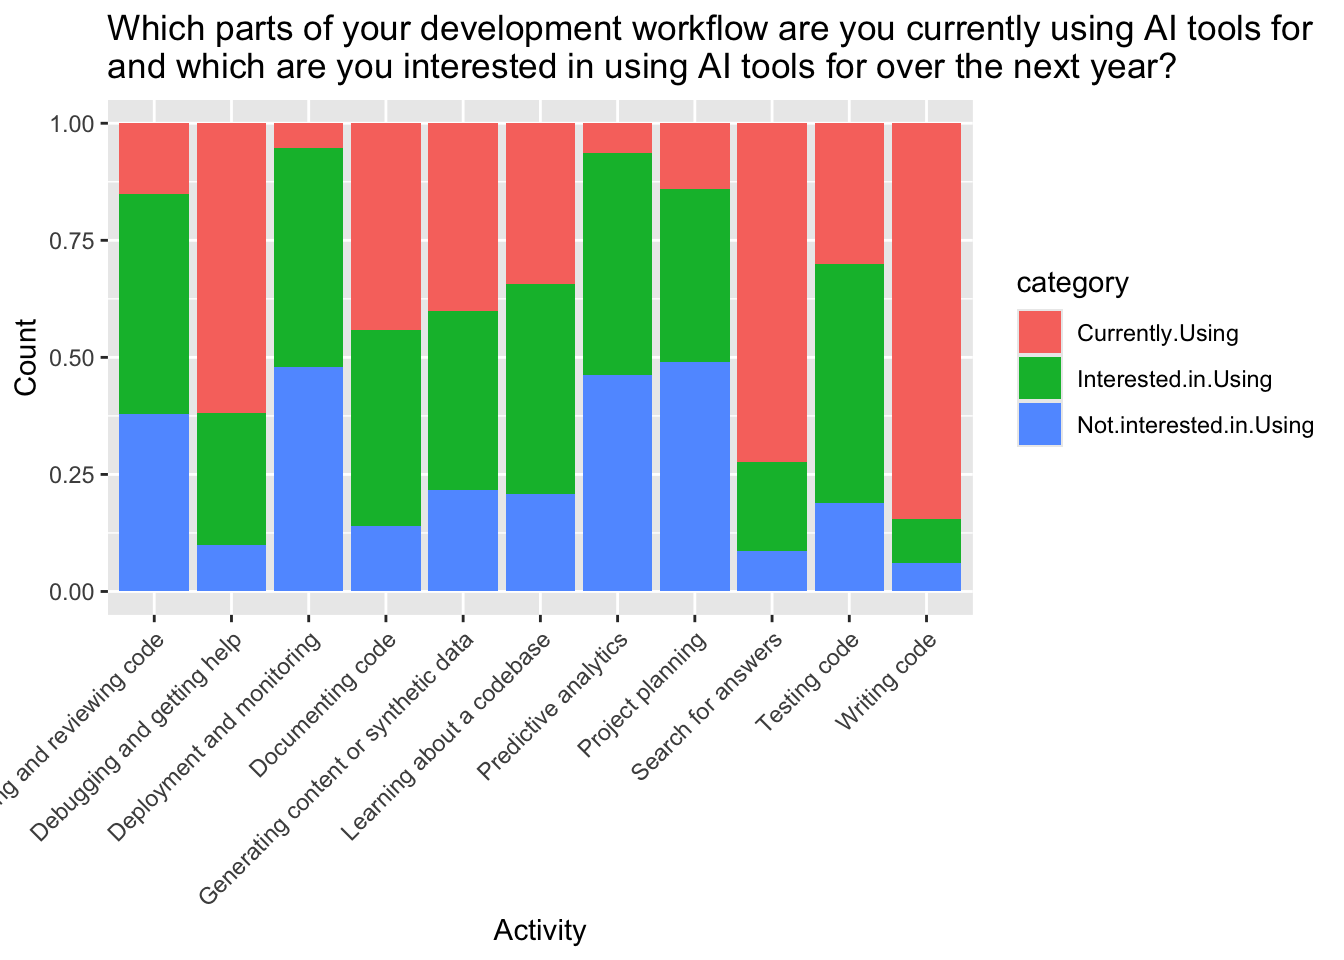 Which parts of your development workflow are you currently using AI tools for
and which are you interested in using AI tools for over the next year?
Count
1.00
0.75
0.50
0.25
0.00
and reviewing code
Debugging and getting help
Deployment and monitoring
Documenting code
Generating content or synthetic data
Learning about a codebase
Predictive analytics
Project planning
Search for answers
Testing code
Writing code
Activity
category
Currently.Using
Interested.in.Using
Not.interested.in.Using